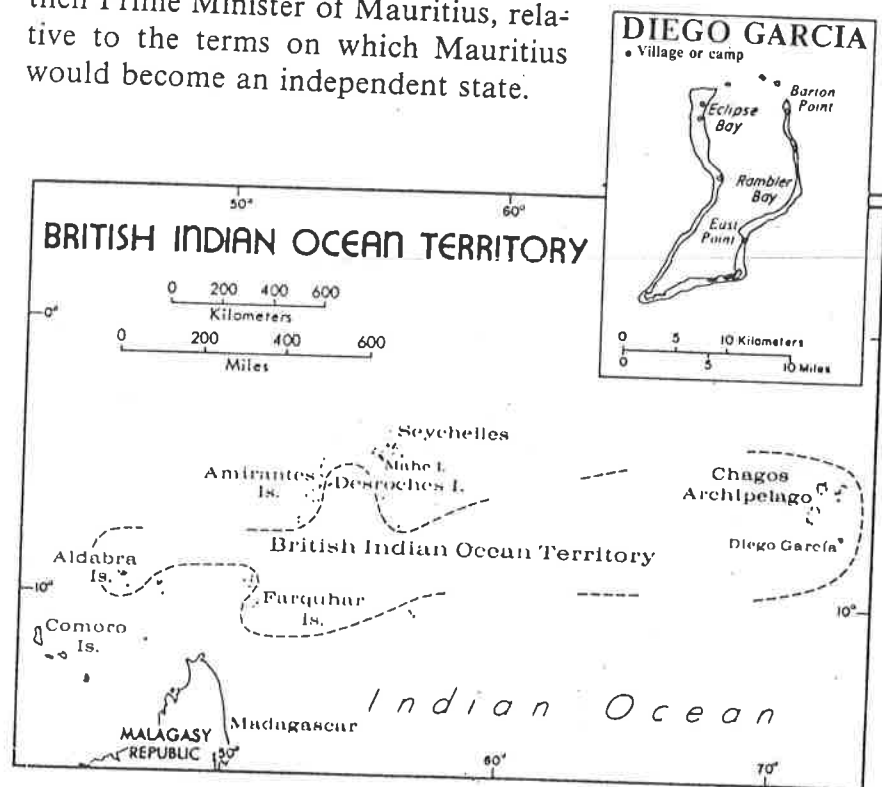 then Prime Minister of Mauritius, rela-
tive to the terms on which Mauritius
would become an independent state.
DIEGO GARCIA
• Village or camp
Barton
Point
Eclipse
Bay
Rambler
Bay
East
Point
0 5 10 Kilometers
0 5 10 Miles
50° 60°
BRITISH INDIAN OCEAN TERRITORY
0 200 400 600
Kilometers
0 200 400 600
Miles
0°
Seychelles
Mahe I.
Amirantes
Is.
Desroches I.
Chagos
Archipelago
British Indian Ocean Territory
Diego García
Aldabra
Is.
10°
Farquhar
Is.
10°
Comoro
Is.
Indian Ocean
Madagascar
MALAGASY
REPUBLIC
50°
60°
70°